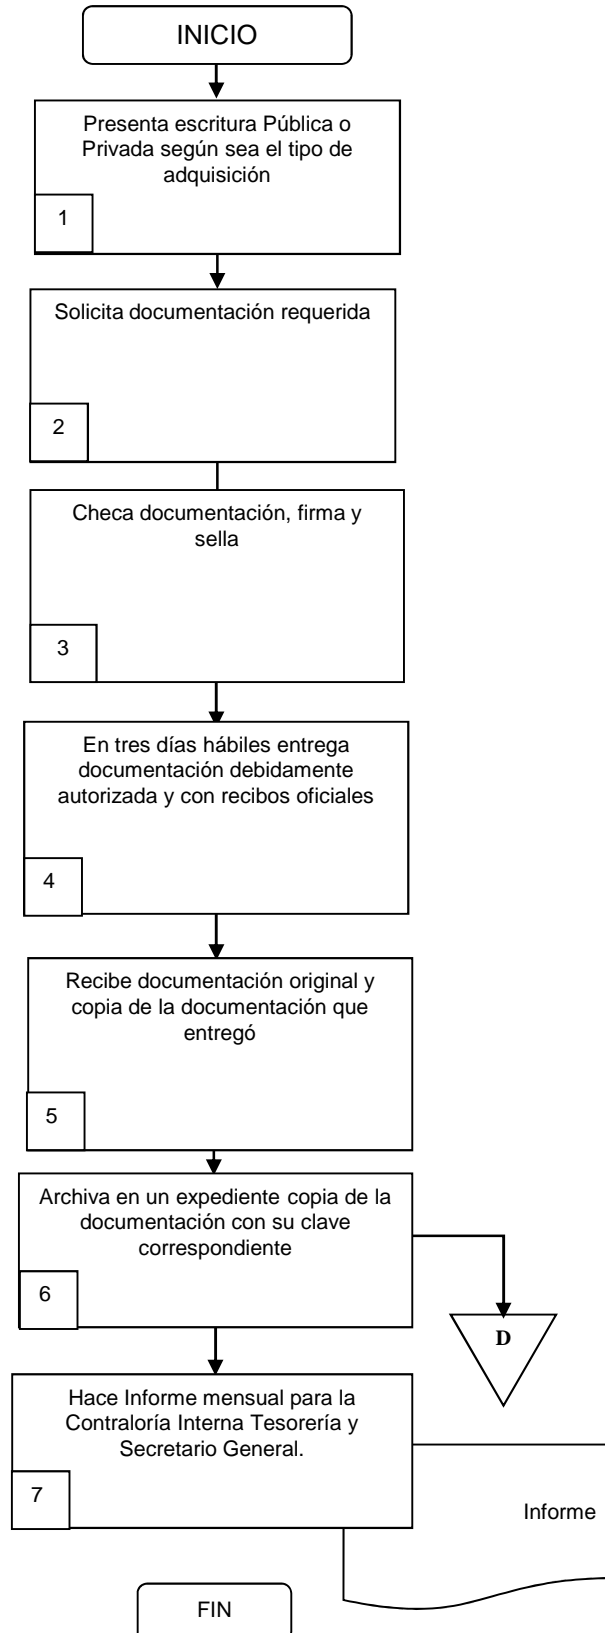 INICIO
Presenta escritura Pública o
Privada según sea el tipo de
adquisición
1
Solicita documentación requerida
2
Checa documentación, firma y
sella
3
En tres días hábiles entrega
documentación debidamente
autorizada y con recibos oficiales
4
Recibe documentación original y
copia de la documentación que
entregó
5
Archiva en un expediente copia de la
documentación con su clave
correspondiente
6
D
Hace Informe mensual para la
Contraloría Interna Tesorería y
Secretario General.
7
Informe
FIN